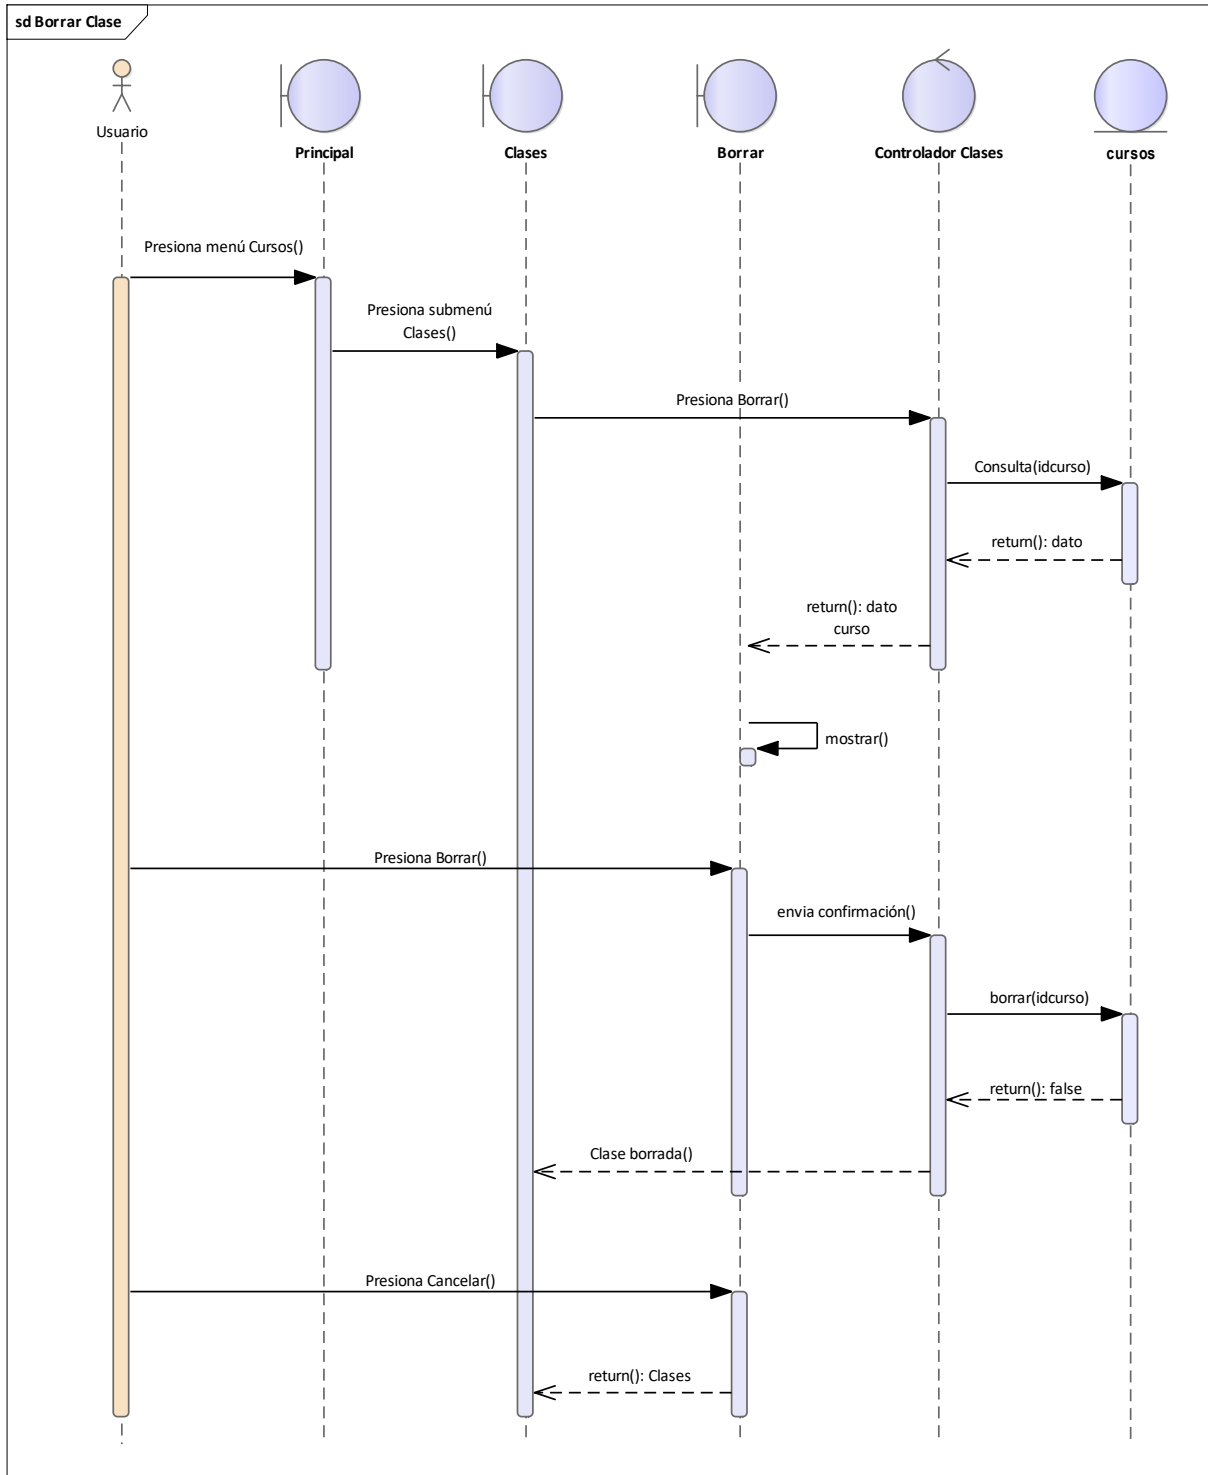 sd Borrar Clase
Usuario
Principal
Clases
Borrar
Controlador Clases
cursos
Presiona menú Cursos()
Presiona submenú
Clases()
Presiona Borrar()
Consulta(idcurso)
return(): dato
return(): dato
curso
mostrar()
Presiona Borrar()
envia confirmación()
borrar(idcurso)
return(): false
Clase borrada()
Presiona Cancelar()
return(): Clases